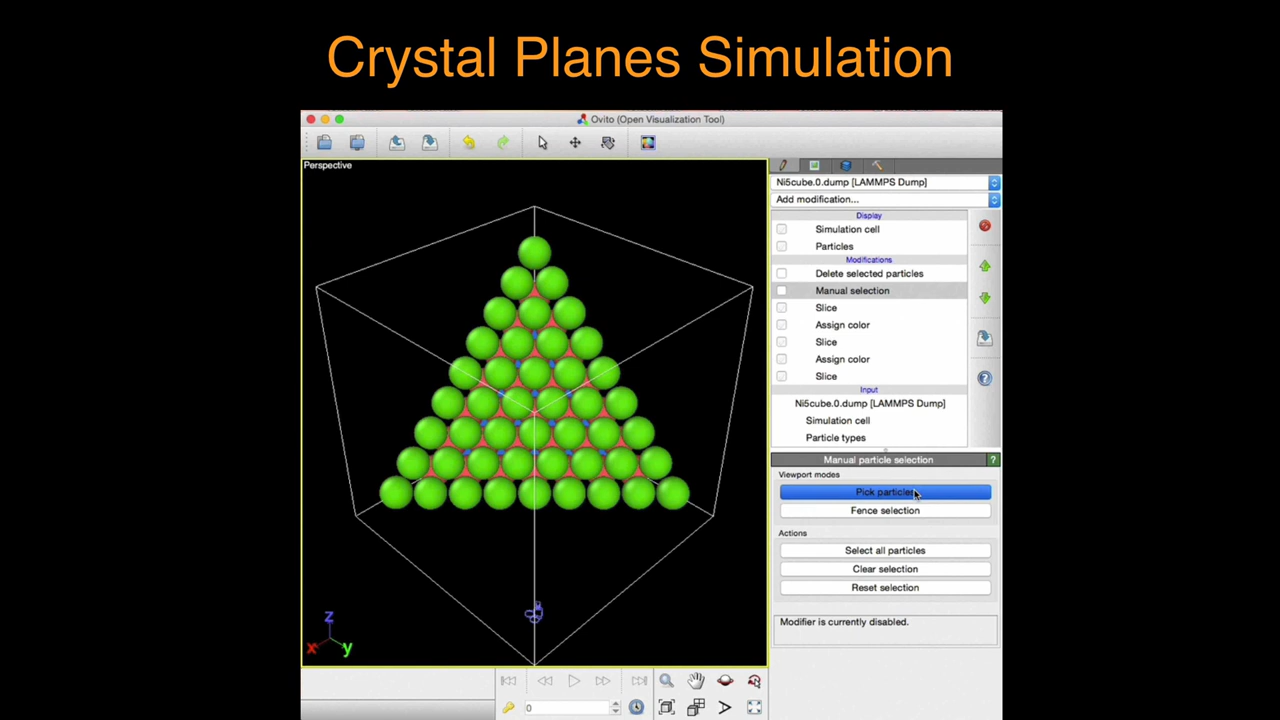 Crystal Planes Simulation
Ovito (Open Visualization Tool)
Perspective
Ni5cube.0.dump [LAMMPS Dump]
Add modification...
Display
Simulation cell
Particles
Modifications
Delete selected particles
Manual selection
Slice
Assign color
Slice
Assign color
Slice
Input
Ni5cube.0.dump [LAMMPS Dump]
Simulation cell
Particle types
Manual particle selection
?
Viewport modes
Pick particles
Fence selection
Actions
Select all particles
Clear selection
Reset selection
Modifier is currently disabled.
z
x
y
0